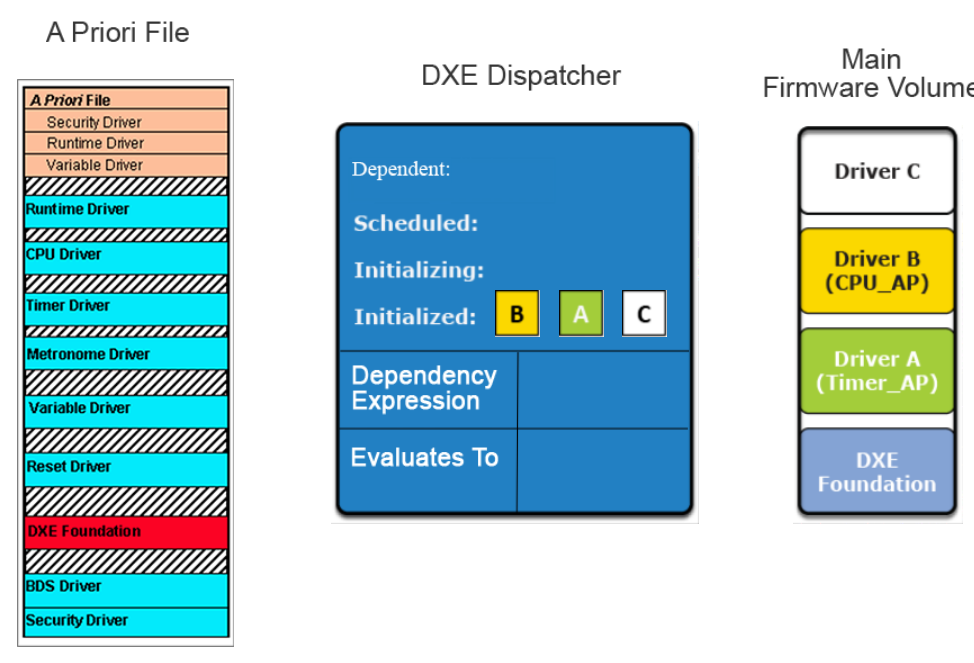 A Priori File
A Priori File
Security Driver
Runtime Driver
Variable Driver
Runtime Driver
CPU Driver
Timer Driver
Metronome Driver
Variable Driver
Reset Driver
DXE Foundation
BDS Driver
Security Driver
DXE Dispatcher
Dependent:
Scheduled:
Initializing:
Initialized: B A C
Dependency
Expression
Evaluates To
Main
Firmware Volume
Driver C
Driver B
(CPU_AP)
Driver A
(Timer_AP)
DXE
Foundation